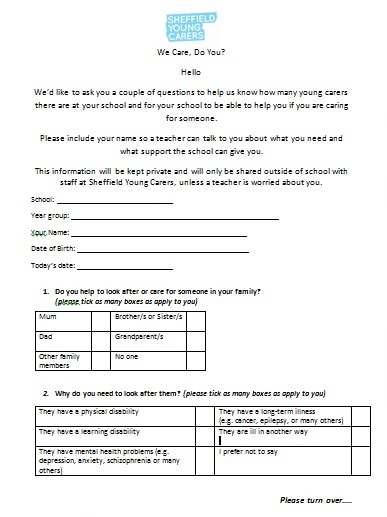 SHEFFIELD
YOUNG
CARERS
We Care, Do You?
Hello
We'd like to ask you a couple of questions to help us know how many young carers
there are at your school and for your school to be able to help you if you are caring
for someone.
Please include your name so a teacher can talk to you about what you need and
what support the school can give you.
This information will be kept private and will only be shared outside of school with
staff at Sheffield Young Carers, unless a teacher is worried about you.
School:
Year group:
Your Name:
Date of Birth:
Today's date:
1. Do you help to look after or care for someone in your family?
(please tick as many boxes as apply to you)
Mum Brother/s or Sister/s
Dad Grandparent/s
Other family No one
members
2. Why do you need to look after them? (please tick as many boxes as apply to you)
They have a physical disability They have a long-term illness
(e.g. cancer, epilepsy, or many others)
They have a learning disability They are ill in another way
They have mental health problems (e.g. I prefer not to say
depression, anxiety, schizophrenia or many
others)
Please turn over.....